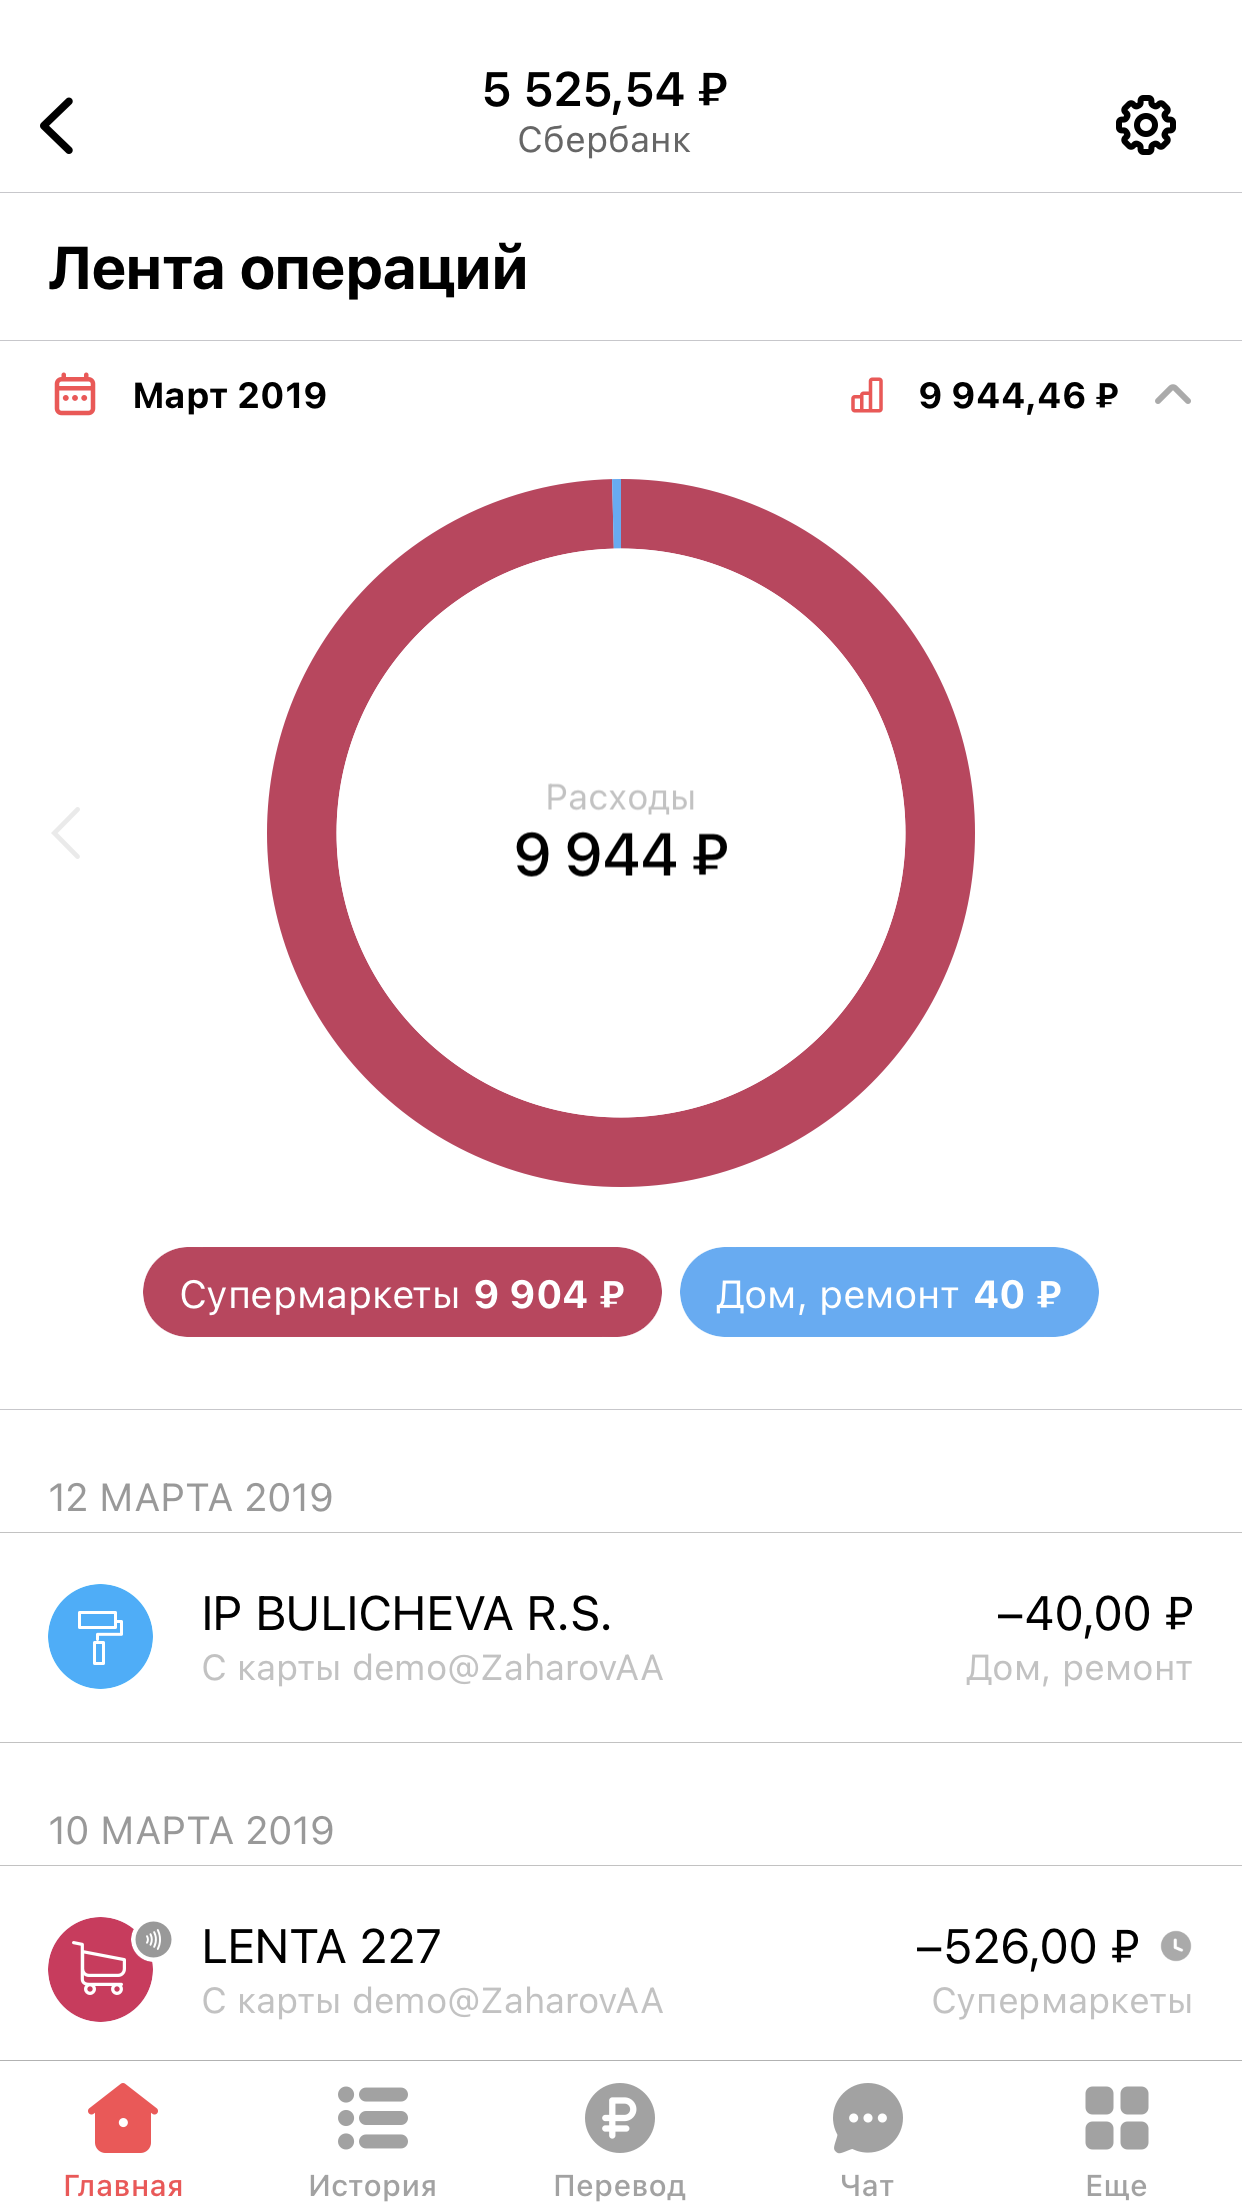 5 525,54 ₽
Сбербанк
Лента операций
Март 2019 9 944,46 ₽
Расходы
9 944 ₽
Супермаркеты 9 904 ₽ Дом, ремонт 40 ₽
12 МАРТА 2019
IP BULICHEVA R.S. –40,00 ₽
С карты demo@ZaharovAA Дом, ремонт
10 МАРТА 2019
LENTA 227 –526,00 ₽
С карты demo@ZaharovAA Супермаркеты
Главная История Перевод Чат Еще